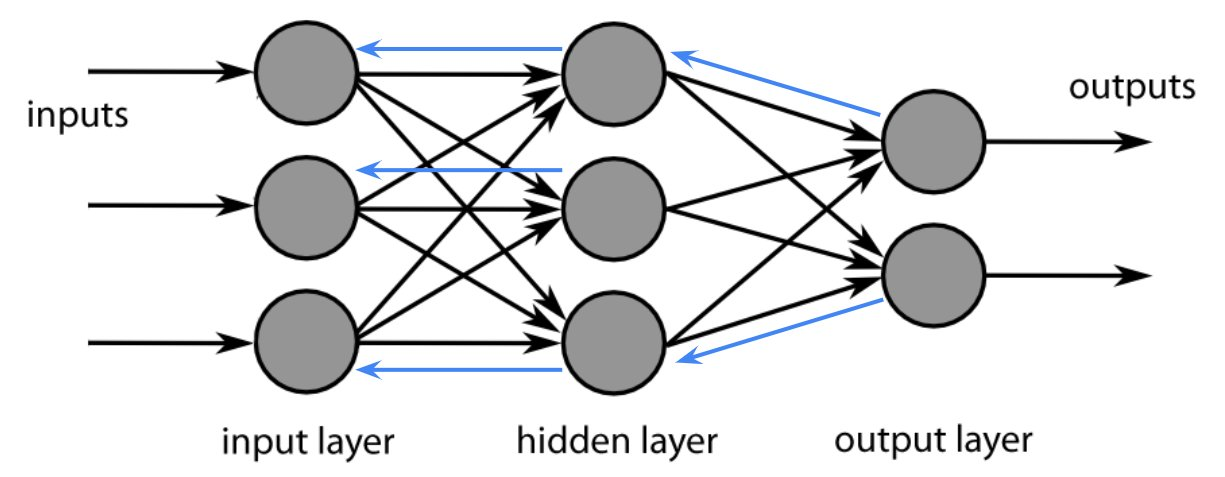 inputs
outputs
input layer
hidden layer
output layer